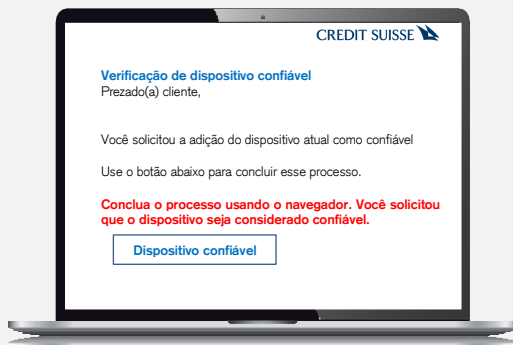 CREDIT SUISSE
Verificação de dispositivo confiável
Prezado(a) cliente,
Você solicitou a adição do dispositivo atual como confiável
Use o botão abaixo para concluir esse processo.
Conclua o processo usando o navegador. Você solicitou
que o dispositivo seja considerado confiável.
Dispositivo confiável